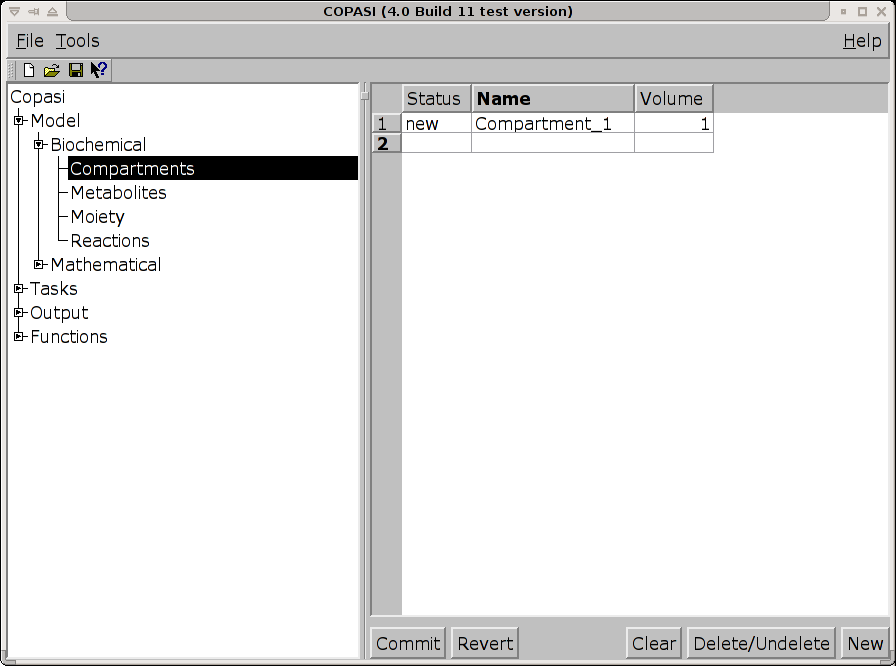 COPASI (4.0 Build 11 test version)
File Tools Help
Copasi
Model
Biochemical
Compartments
Metabolites
Moiety
Reactions
Mathematical
Tasks
Output
Functions
Status Name Volume
1 new Compartment_1 1
2
Commit Revert Clear Delete/Undelete New